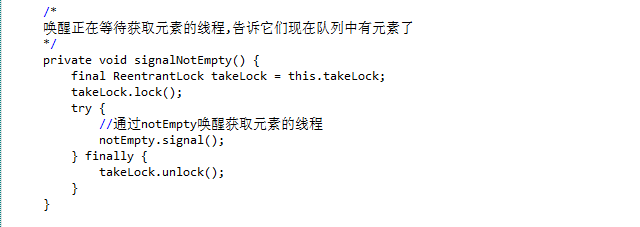 /*
唤醒正在等待获取元素的线程,告诉它们现在队列中有元素了
*/
private void signalNotEmpty() {
    final ReentrantLock takeLock = this.takeLock;
    takeLock.lock();
    try {
        //通过notEmpty唤醒获取元素的线程
        notEmpty.signal();
    } finally {
        takeLock.unlock();
    }
}